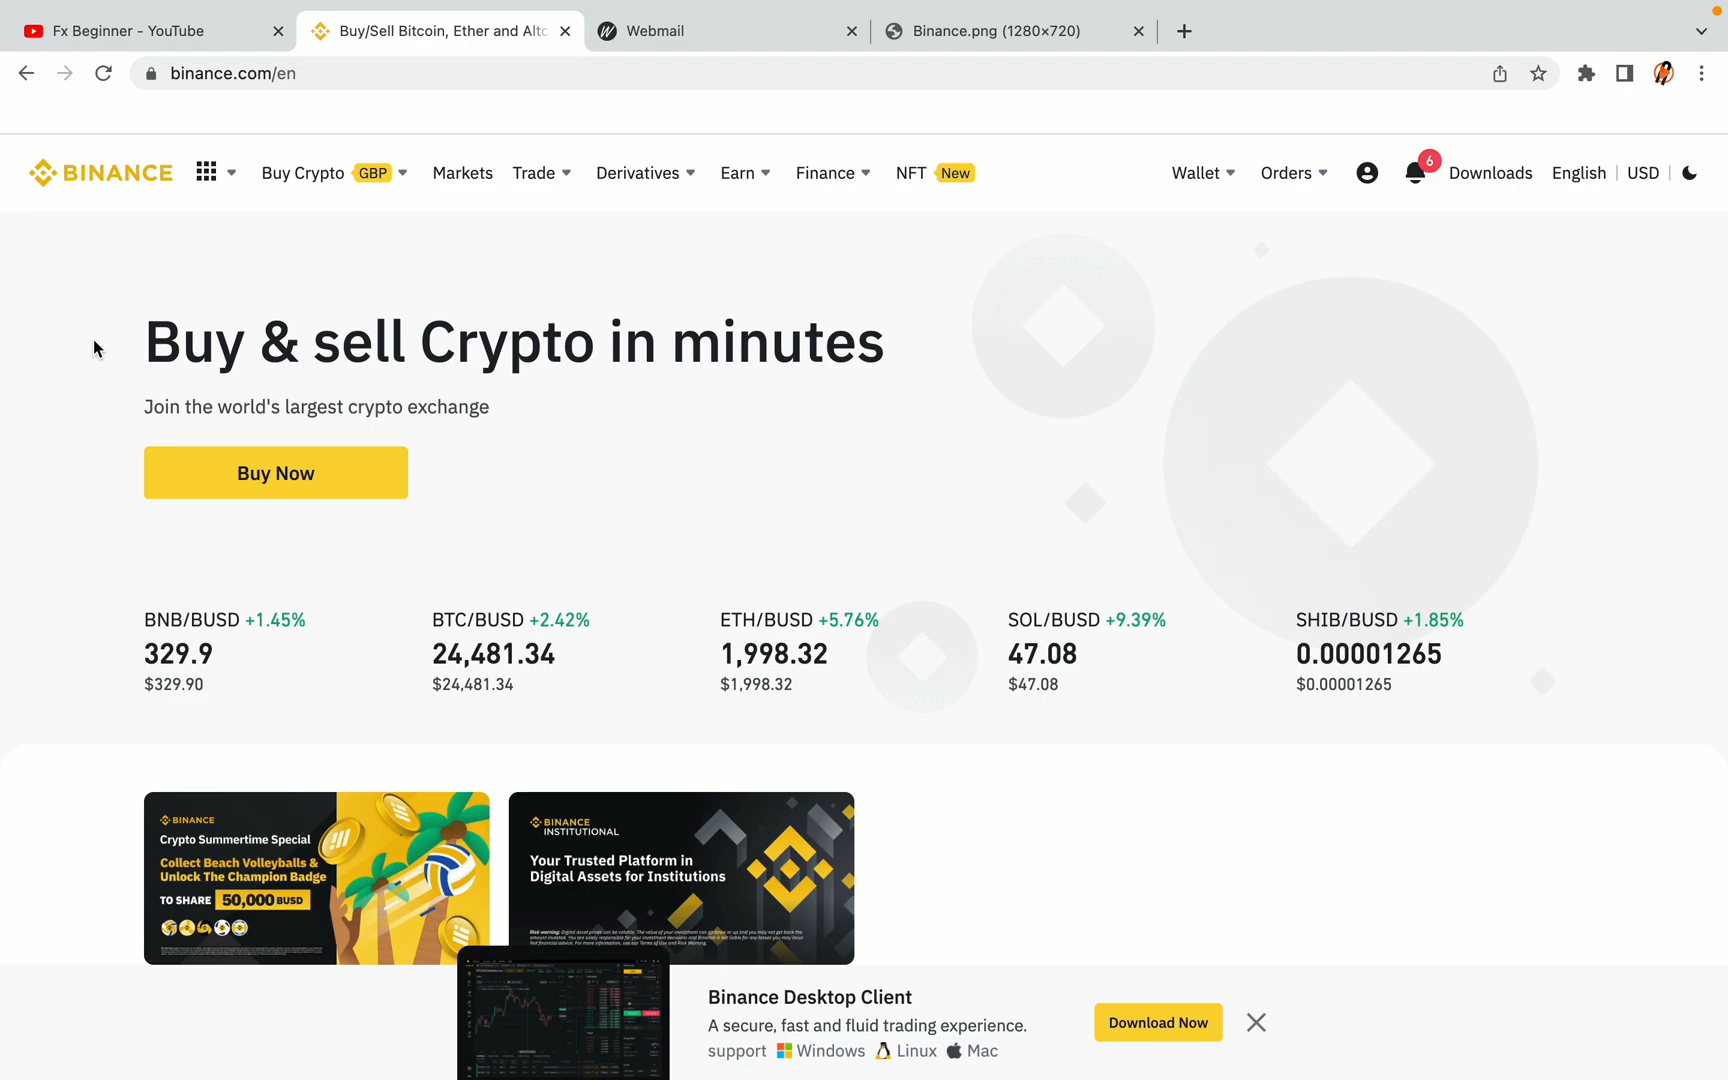 Fx Beginner - YouTube
Buy/Sell Bitcoin, Ether and Altc
Webmail
Binance.png (1280×720)
binance.com/en
BINANCE
Buy Crypto GBP
Markets
Trade
Derivatives
Earn
Finance
NFT New
Wallet
Orders
6
Downloads
English
USD
Buy & sell Crypto in minutes
Join the world's largest crypto exchange
Buy Now
BNB/BUSD +1.45%
329.9
$329.90
BTC/BUSD +2.42%
24,481.34
$24,481.34
ETH/BUSD +5.76%
1,998.32
$1,998.32
SOL/BUSD +9.39%
47.08
$47.08
SHIB/BUSD +1.85%
0.00001265
$0.00001265
BINANCE
Crypto Summertime Special
Collect Beach Volleyballs &
Unlock The Champion Badge
TO SHARE 50,000 BUSD
BINANCE
INSTITUTIONAL
Your Trusted Platform in
Digital Assets for Institutions
Binance Desktop Client
A secure, fast and fluid trading experience.
support Windows Linux Mac
Download Now